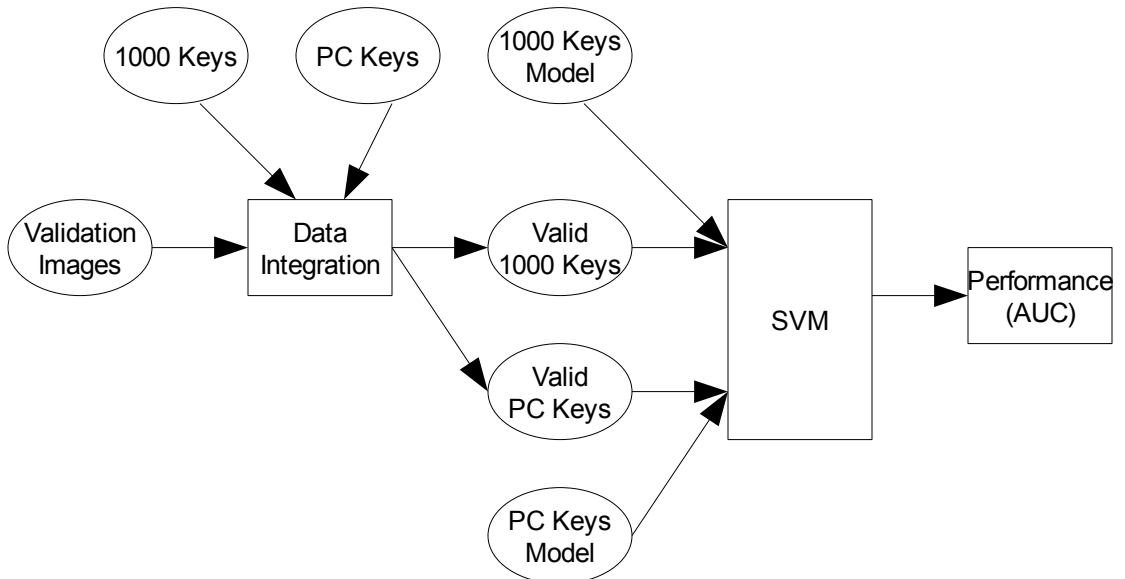 1000 Keys
PC Keys
1000 Keys
Model
Validation
Images
Data
Integration
Valid
1000 Keys
SVM
Performance
(AUC)
Valid
PC Keys
PC Keys
Model